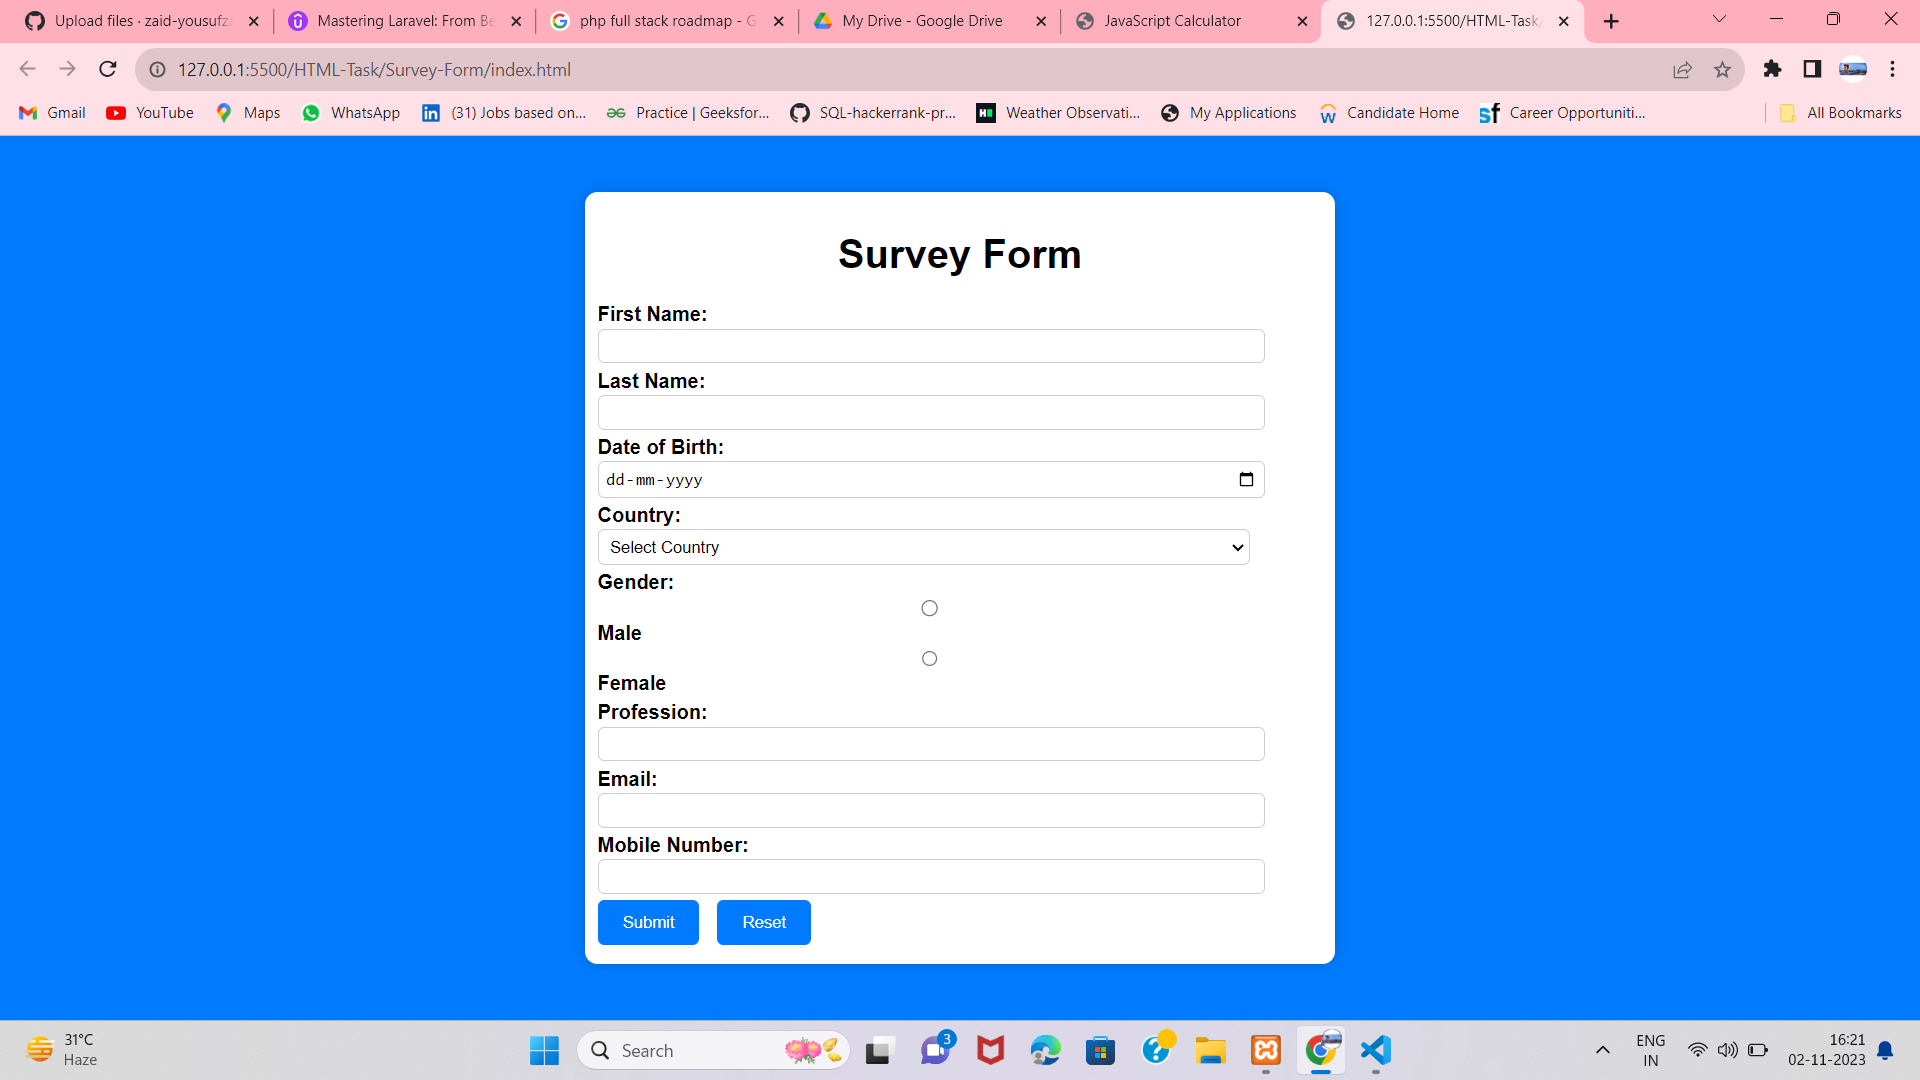 Upload files · zaid-yousufza
Mastering Laravel: From Be
php full stack roadmap - G
My Drive - Google Drive
JavaScript Calculator
127.0.0.1:5500/HTML-Task/
127.0.0.1:5500/HTML-Task/Survey-Form/index.html
Gmail
YouTube
Maps
WhatsApp
(31) Jobs based on...
Practice | Geeksfor...
SQL-hackerrank-pr...
Weather Observati...
My Applications
Candidate Home
Career Opportuniti...
All Bookmarks
Survey Form
First Name:
Last Name:
Date of Birth:
dd-mm-yyyy
Country:
Select Country
Gender:
Male
Female
Profession:
Email:
Mobile Number:
Submit Reset
31°C
Haze
Search
3
ENG
IN
16:21
02-11-2023